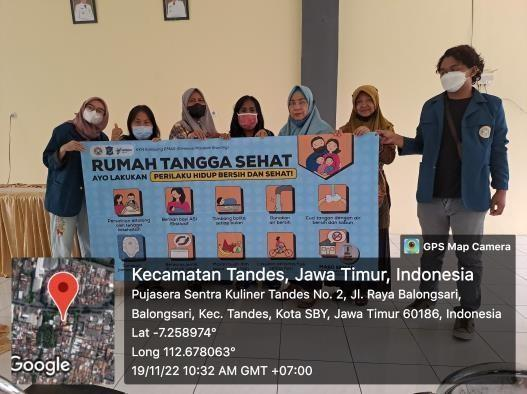 KKN Kampung EMAS
RUMAH TANGGA SEHAT
AYO LAKUKAN PERILAKU HIDUP BERSIH DAN SEHAT!
Persalinan ditolong oleh tenaga kesehatan
Berikan bayi ASI Eksklusif
Timbang balita setiap bulan
Gunakan air bersih
Cuci tangan dengan air bersih dan sabun
GPS Map Camera
Kecamatan Tandes, Jawa Timur, Indonesia
Pujasera Sentra Kuliner Tandes No. 2, Jl. Raya Balongsari,
Balongsari, Kec. Tandes, Kota SBY, Jawa Timur 60186, Indonesia
Lat -7.258974°
Long 112.678063°
19/11/22 10:32 AM GMT +07:00
Google